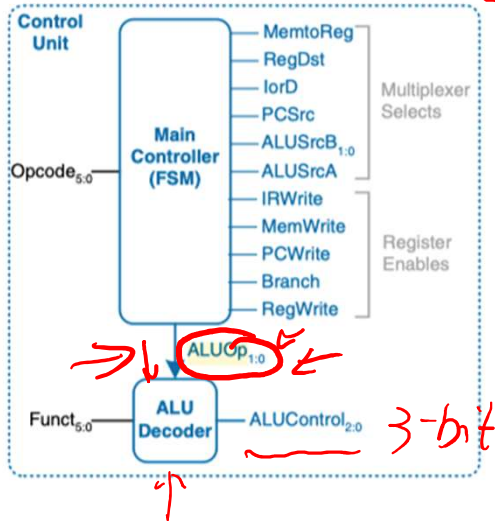 Control
Unit
MemtoReg
RegDst
IorD
PCSrc
ALUSrcB1:0
ALUSrcA
Multiplexer
Selects
Main
Controller
(FSM)
Opcode5:0
IRWrite
MemWrite
PCWrite
Branch
RegWrite
Register
Enables
ALUOp1:0
Funct5:0
ALU
Decoder
ALUControl2:0
3-bit